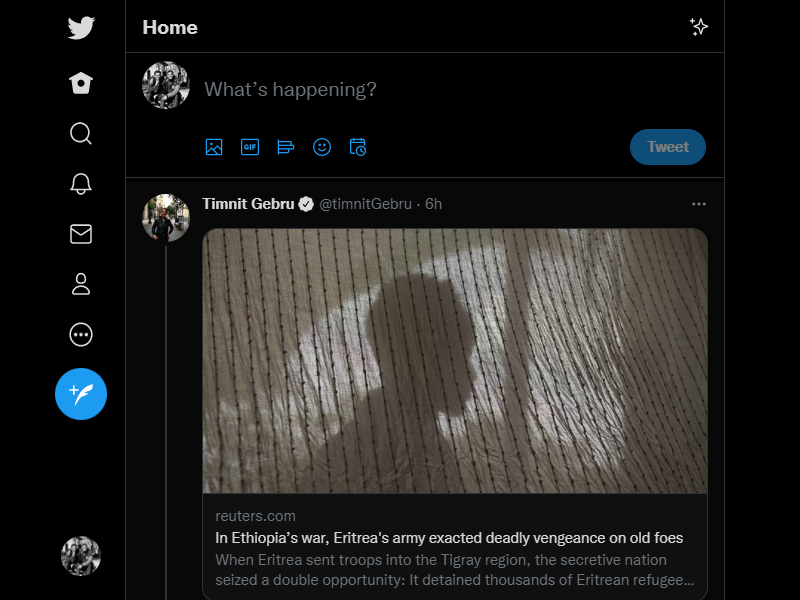 Home
What’s happening?
GIF
Tweet
Timnit Gebru @timnitGebru · 6h
reuters.com
In Ethiopia’s war, Eritrea's army exacted deadly vengeance on old foes
When Eritrea sent troops into the Tigray region, the secretive nation
seized a double opportunity: It detained thousands of Eritrean refugee...